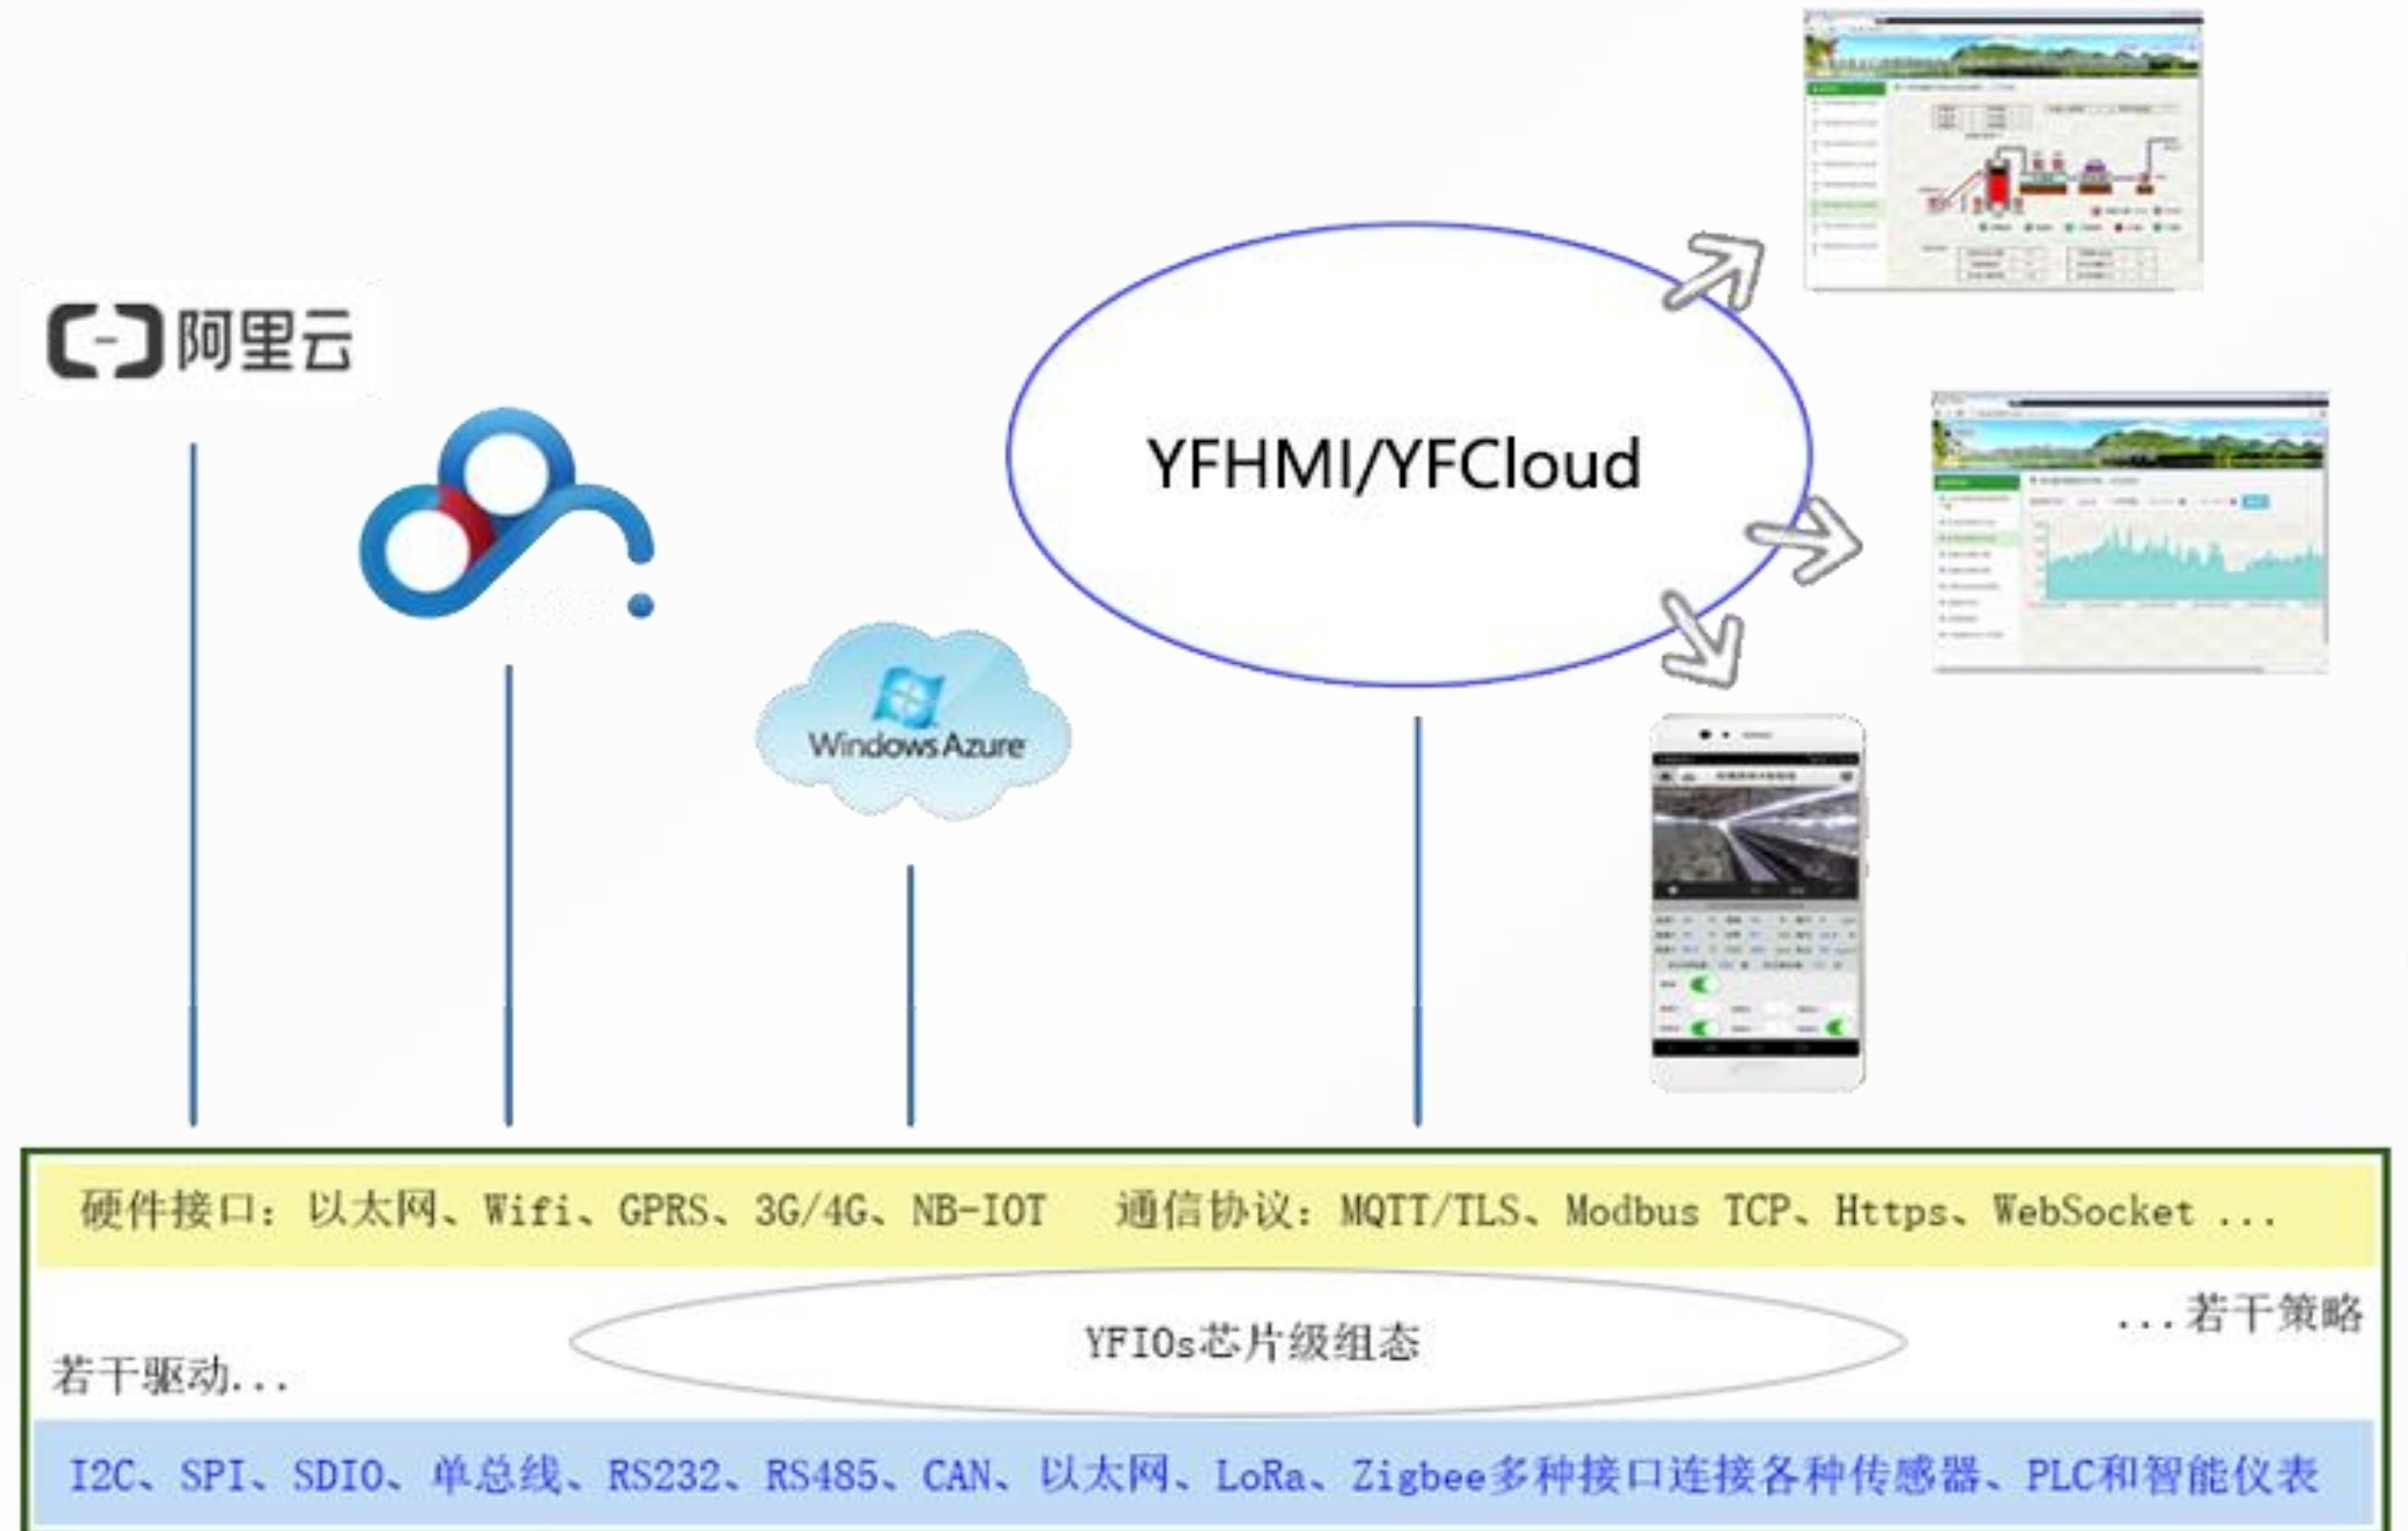 阿里云
YFHMI/YFCloud
Windows Azure
硬件接口：以太网、Wifi、GPRS、3G/4G、NB-IOT 通信协议：MQTT/TLS、Modbus TCP、Https、WebSocket ...
...若干策略
YFIOs芯片级组态
若干驱动...
I2C、SPI、SDIO、单总线、RS232、RS485、CAN、以太网、LoRa、Zigbee多种接口连接各种传感器、PLC和智能仪表